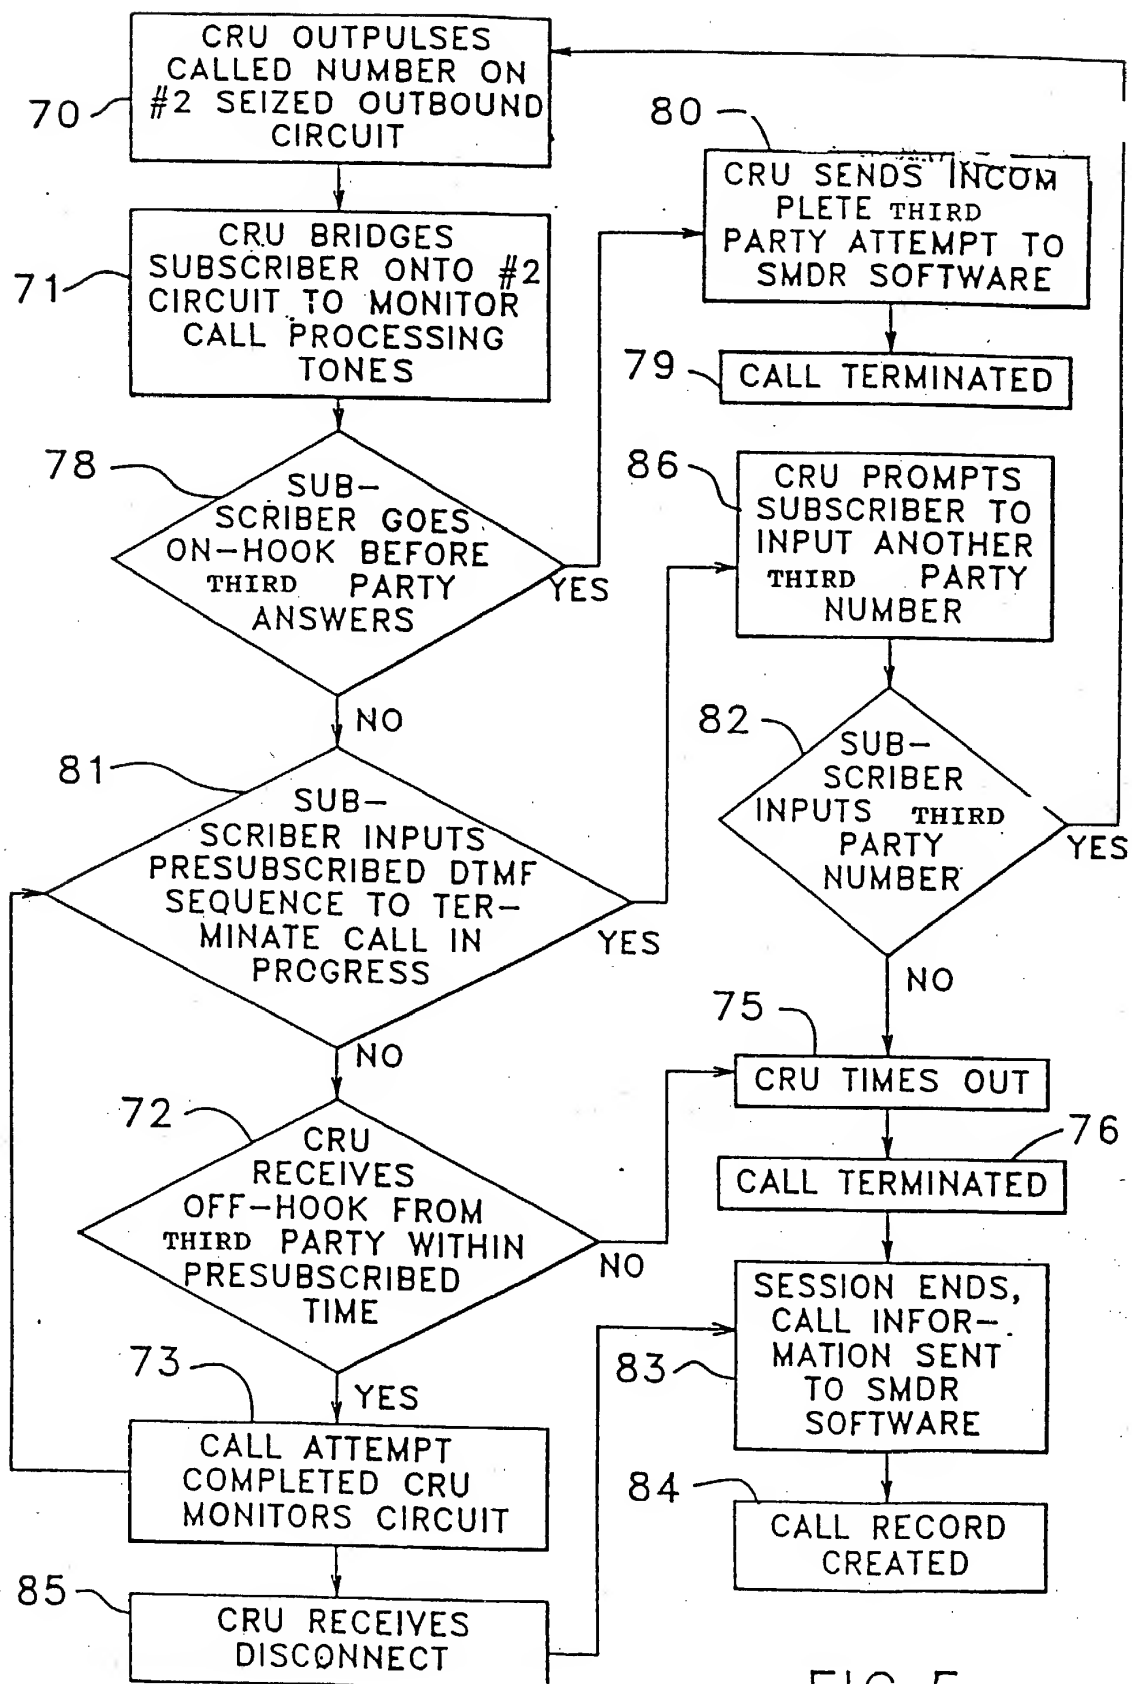 CRU OUTPULSES
CALLED NUMBER ON
#2 SEIZED OUTBOUND
CIRCUIT
70
CRU BRIDGES
SUBSCRIBER ONTO #2
CIRCUIT TO MONITOR
CALL PROCESSING
TONES
71
78
SUB-
SCRIBER GOES
ON-HOOK BEFORE
THIRD PARTY
ANSWERS
YES
NO
81
SUB-
SCRIBER INPUTS
PRESUBSCRIBED DTMF
SEQUENCE TO TER-
MINATE CALL IN
PROGRESS
YES
NO
72
CRU
RECEIVES
OFF-HOOK FROM
THIRD PARTY WITHIN
PRESUBSCRIBED
TIME
NO
YES
73
CALL ATTEMPT
COMPLETED CRU
MONITORS CIRCUIT
85
CRU RECEIVES
DISCONNECT
80
CRU SENDS INCOM
PLETE THIRD
PARTY ATTEMPT TO
SMDR SOFTWARE
79
CALL TERMINATED
86
CRU PROMPTS
SUBSCRIBER TO
INPUT ANOTHER
THIRD PARTY
NUMBER
82
SUB-
SCRIBER
INPUTS THIRD
PARTY
NUMBER
YES
NO
75
CRU TIMES OUT
76
CALL TERMINATED
SESSION ENDS,
CALL INFOR-
MATION SENT
TO SMDR
SOFTWARE
83
84
CALL RECORD
CREATED
FIG 5